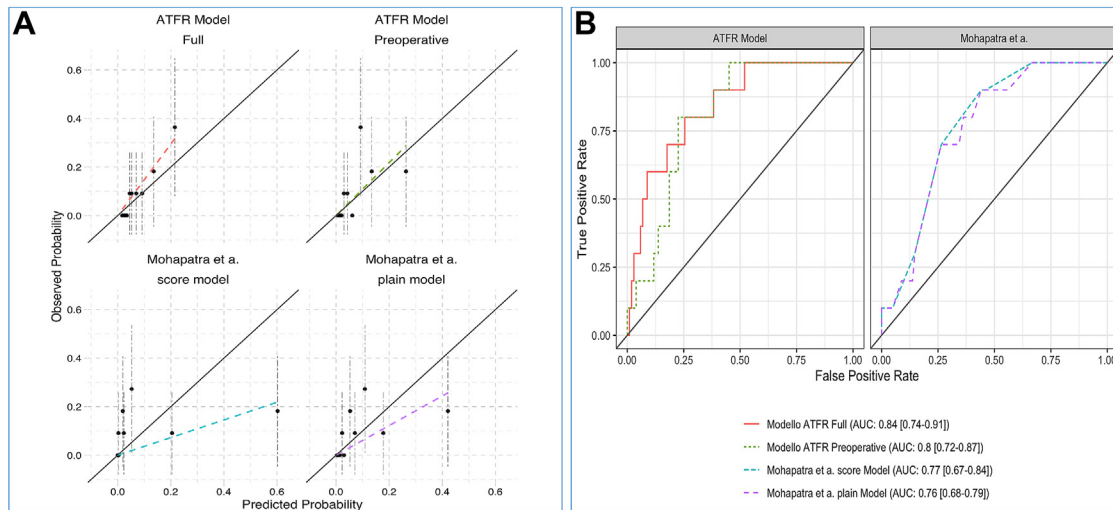 A
ATFR Model
Full
ATFR Model
Preoperative
0.6
0.4
0.2
0.0
Mohapatra et a.
score model
Mohapatra et a.
plain model
0.6
0.4
0.2
0.0
0.0 0.2 0.4 0.6 0.0 0.2 0.4 0.6
Observed Probability
Predicted Probability
B
ATFR Model
Mohapatra et a.
1.00
0.75
0.50
0.25
0.00
0.00 0.25 0.50 0.75 1.00 0.00 0.25 0.50 0.75 1.00
True Positive Rate
False Positive Rate
Modello ATFR Full (AUC: 0.84 [0.74-0.91])
Modello ATFR Preoperative (AUC: 0.8 [0.72-0.87])
Mohapatra et a. score Model (AUC: 0.77 [0.67-0.84])
Mohapatra et a. plain Model (AUC: 0.76 [0.68-0.79])